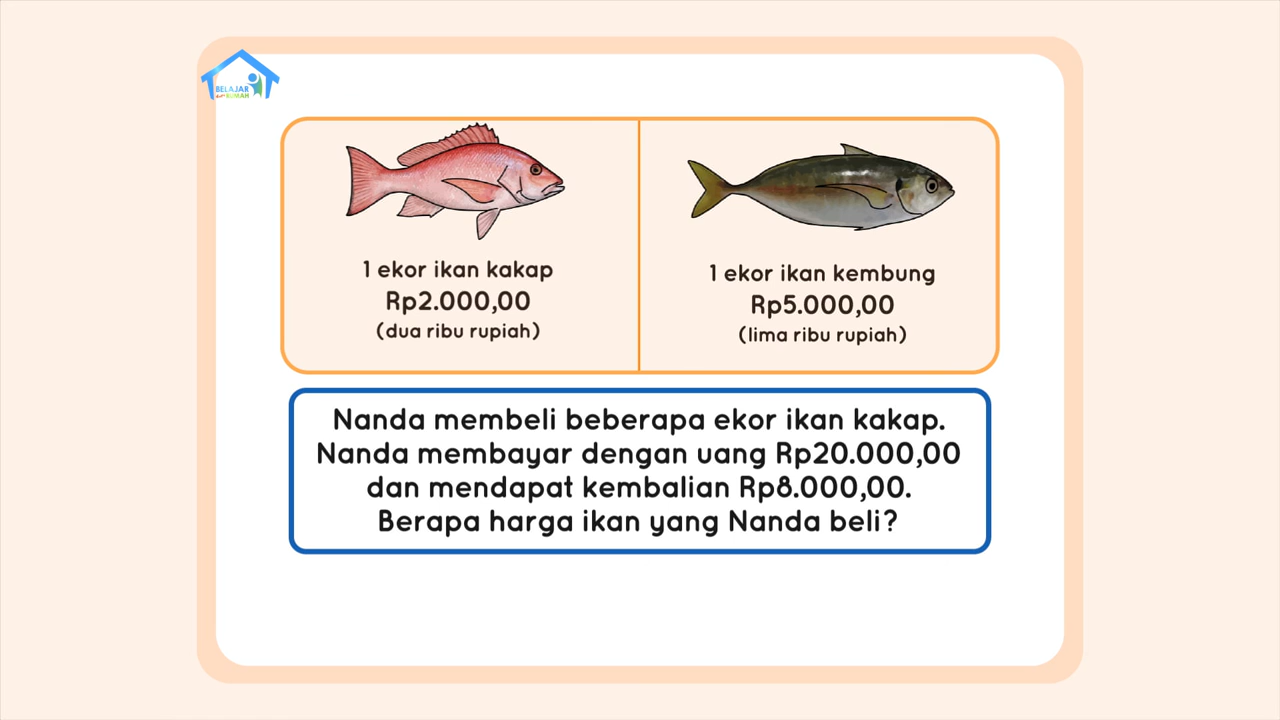 BELAJAR
dari RUMAH
1 ekor ikan kakap
Rp2.000,00
(dua ribu rupiah)
1 ekor ikan kembung
Rp5.000,00
(lima ribu rupiah)
Nanda membeli beberapa ekor ikan kakap.
Nanda membayar dengan uang Rp20.000,00
dan mendapat kembalian Rp8.000,00.
Berapa harga ikan yang Nanda beli?